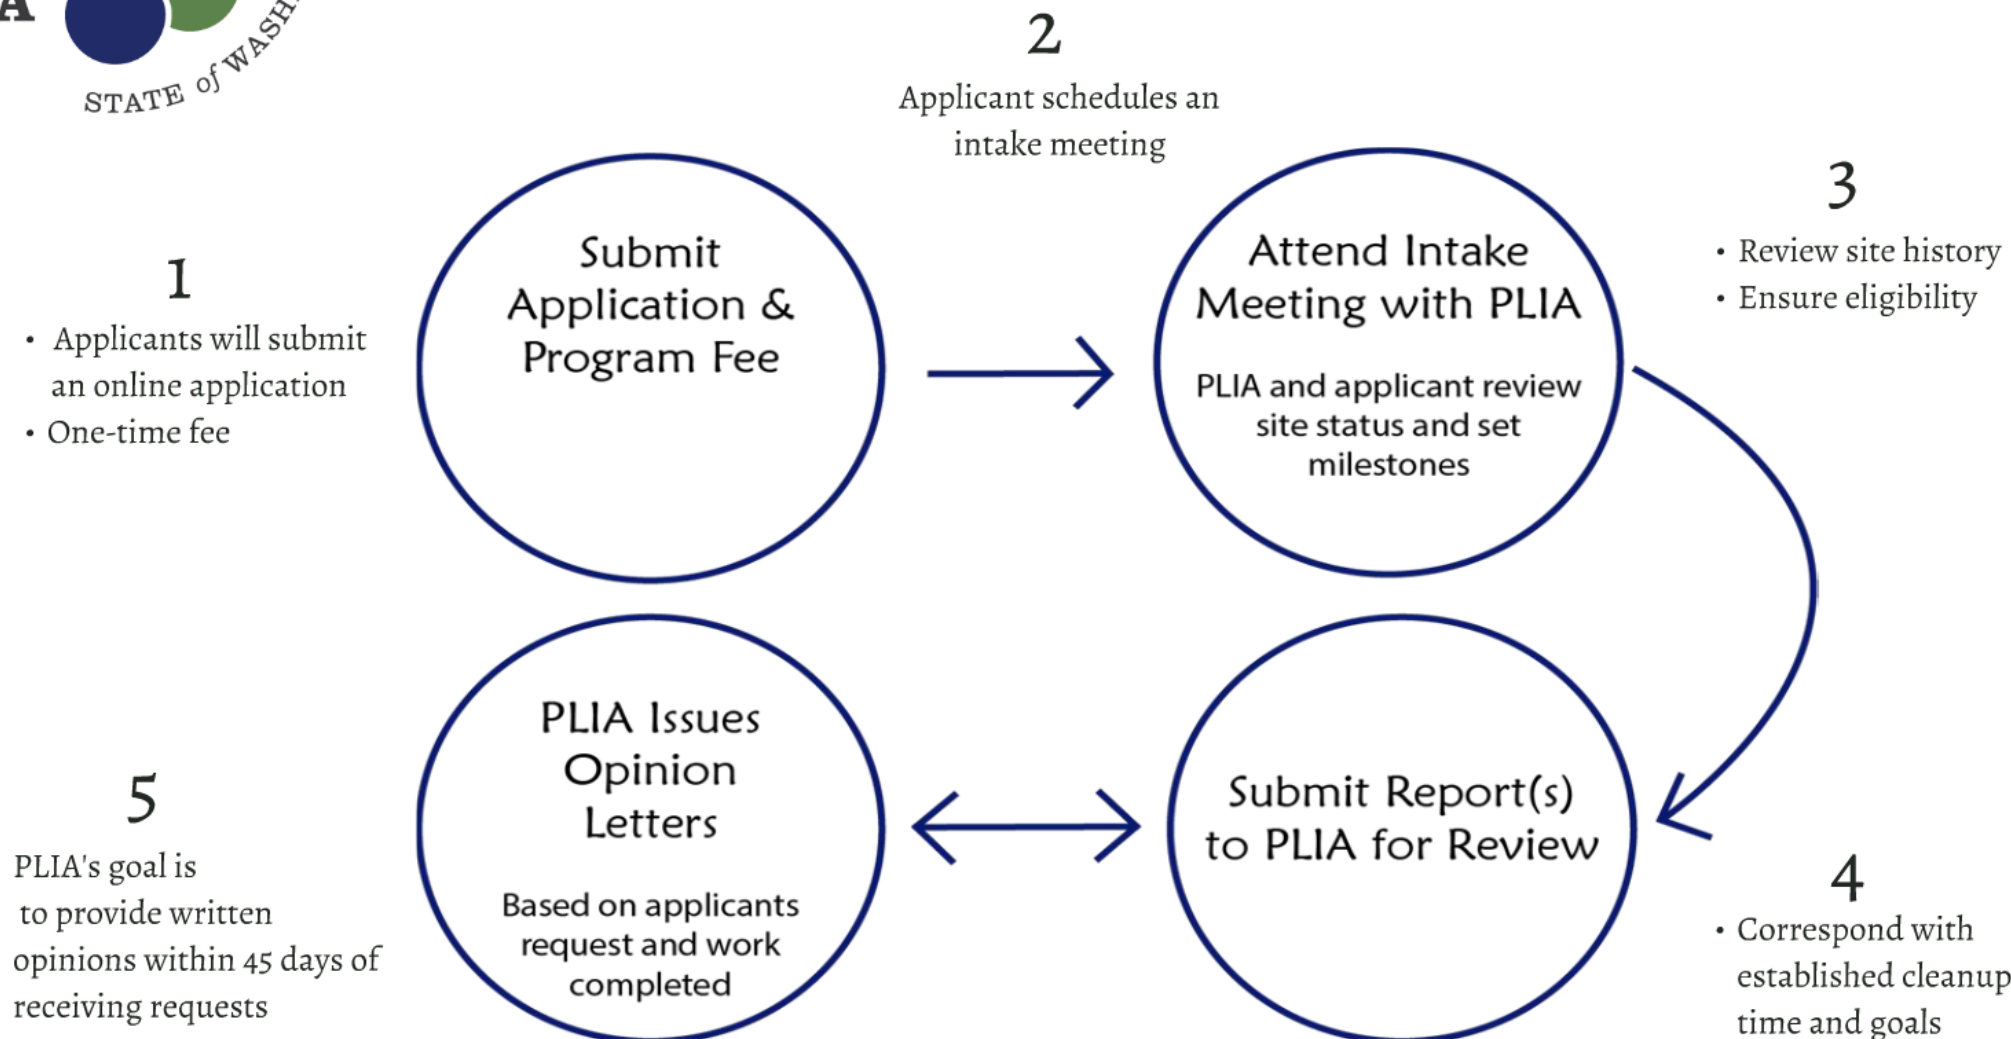 A
STATE of WASH
2
Applicant schedules an
intake meeting
1
• Applicants will submit
an online application
• One-time fee
Submit
Application &
Program Fee
Attend Intake
Meeting with PLIA
PLIA and applicant review
site status and set
milestones
3
• Review site history
• Ensure eligibility
5
PLIA's goal is
to provide written
opinions within 45 days of
receiving requests
PLIA Issues
Opinion
Letters
Based on applicants
request and work
completed
Submit Report(s)
to PLIA for Review
4
• Correspond with
established cleanup
time and goals